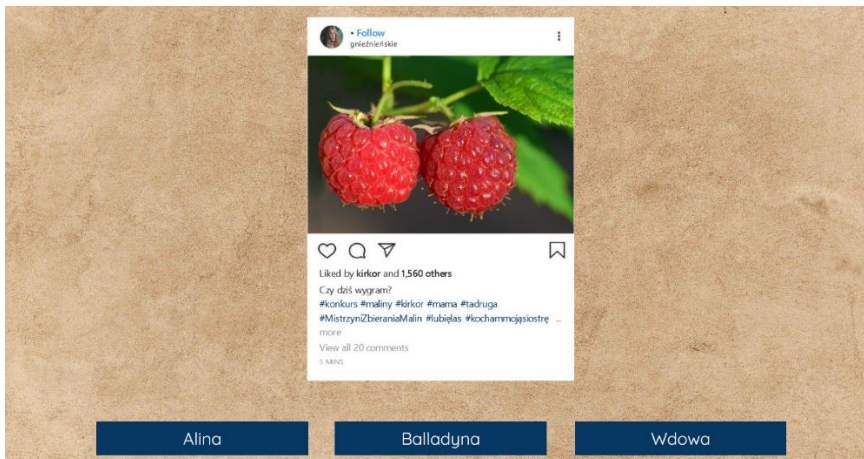 • Follow
gnieźnieńskie
Liked by kirkor and 1,560 others
Czy dziś wygram?
#konkurs #maliny #kirkor #mama #tadruga
#MistrzyniZbieraniaMalin #lubięlas #kochammojąsiostrę ...
more
View all 20 comments
5 MINS
Alina
Balladyna
Wdowa